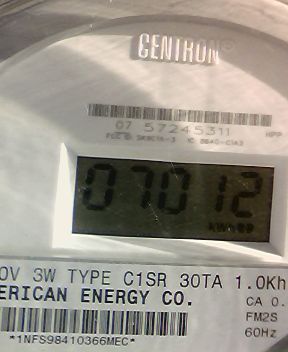 CENTRON®
07 57245311
HPP
07012
0V 3W TYPE C1SR 30TA 1.0Kh
ERICAN ENERGY CO.
CA 0.
FM2S
60Hz
*1NFS98410366MEC*